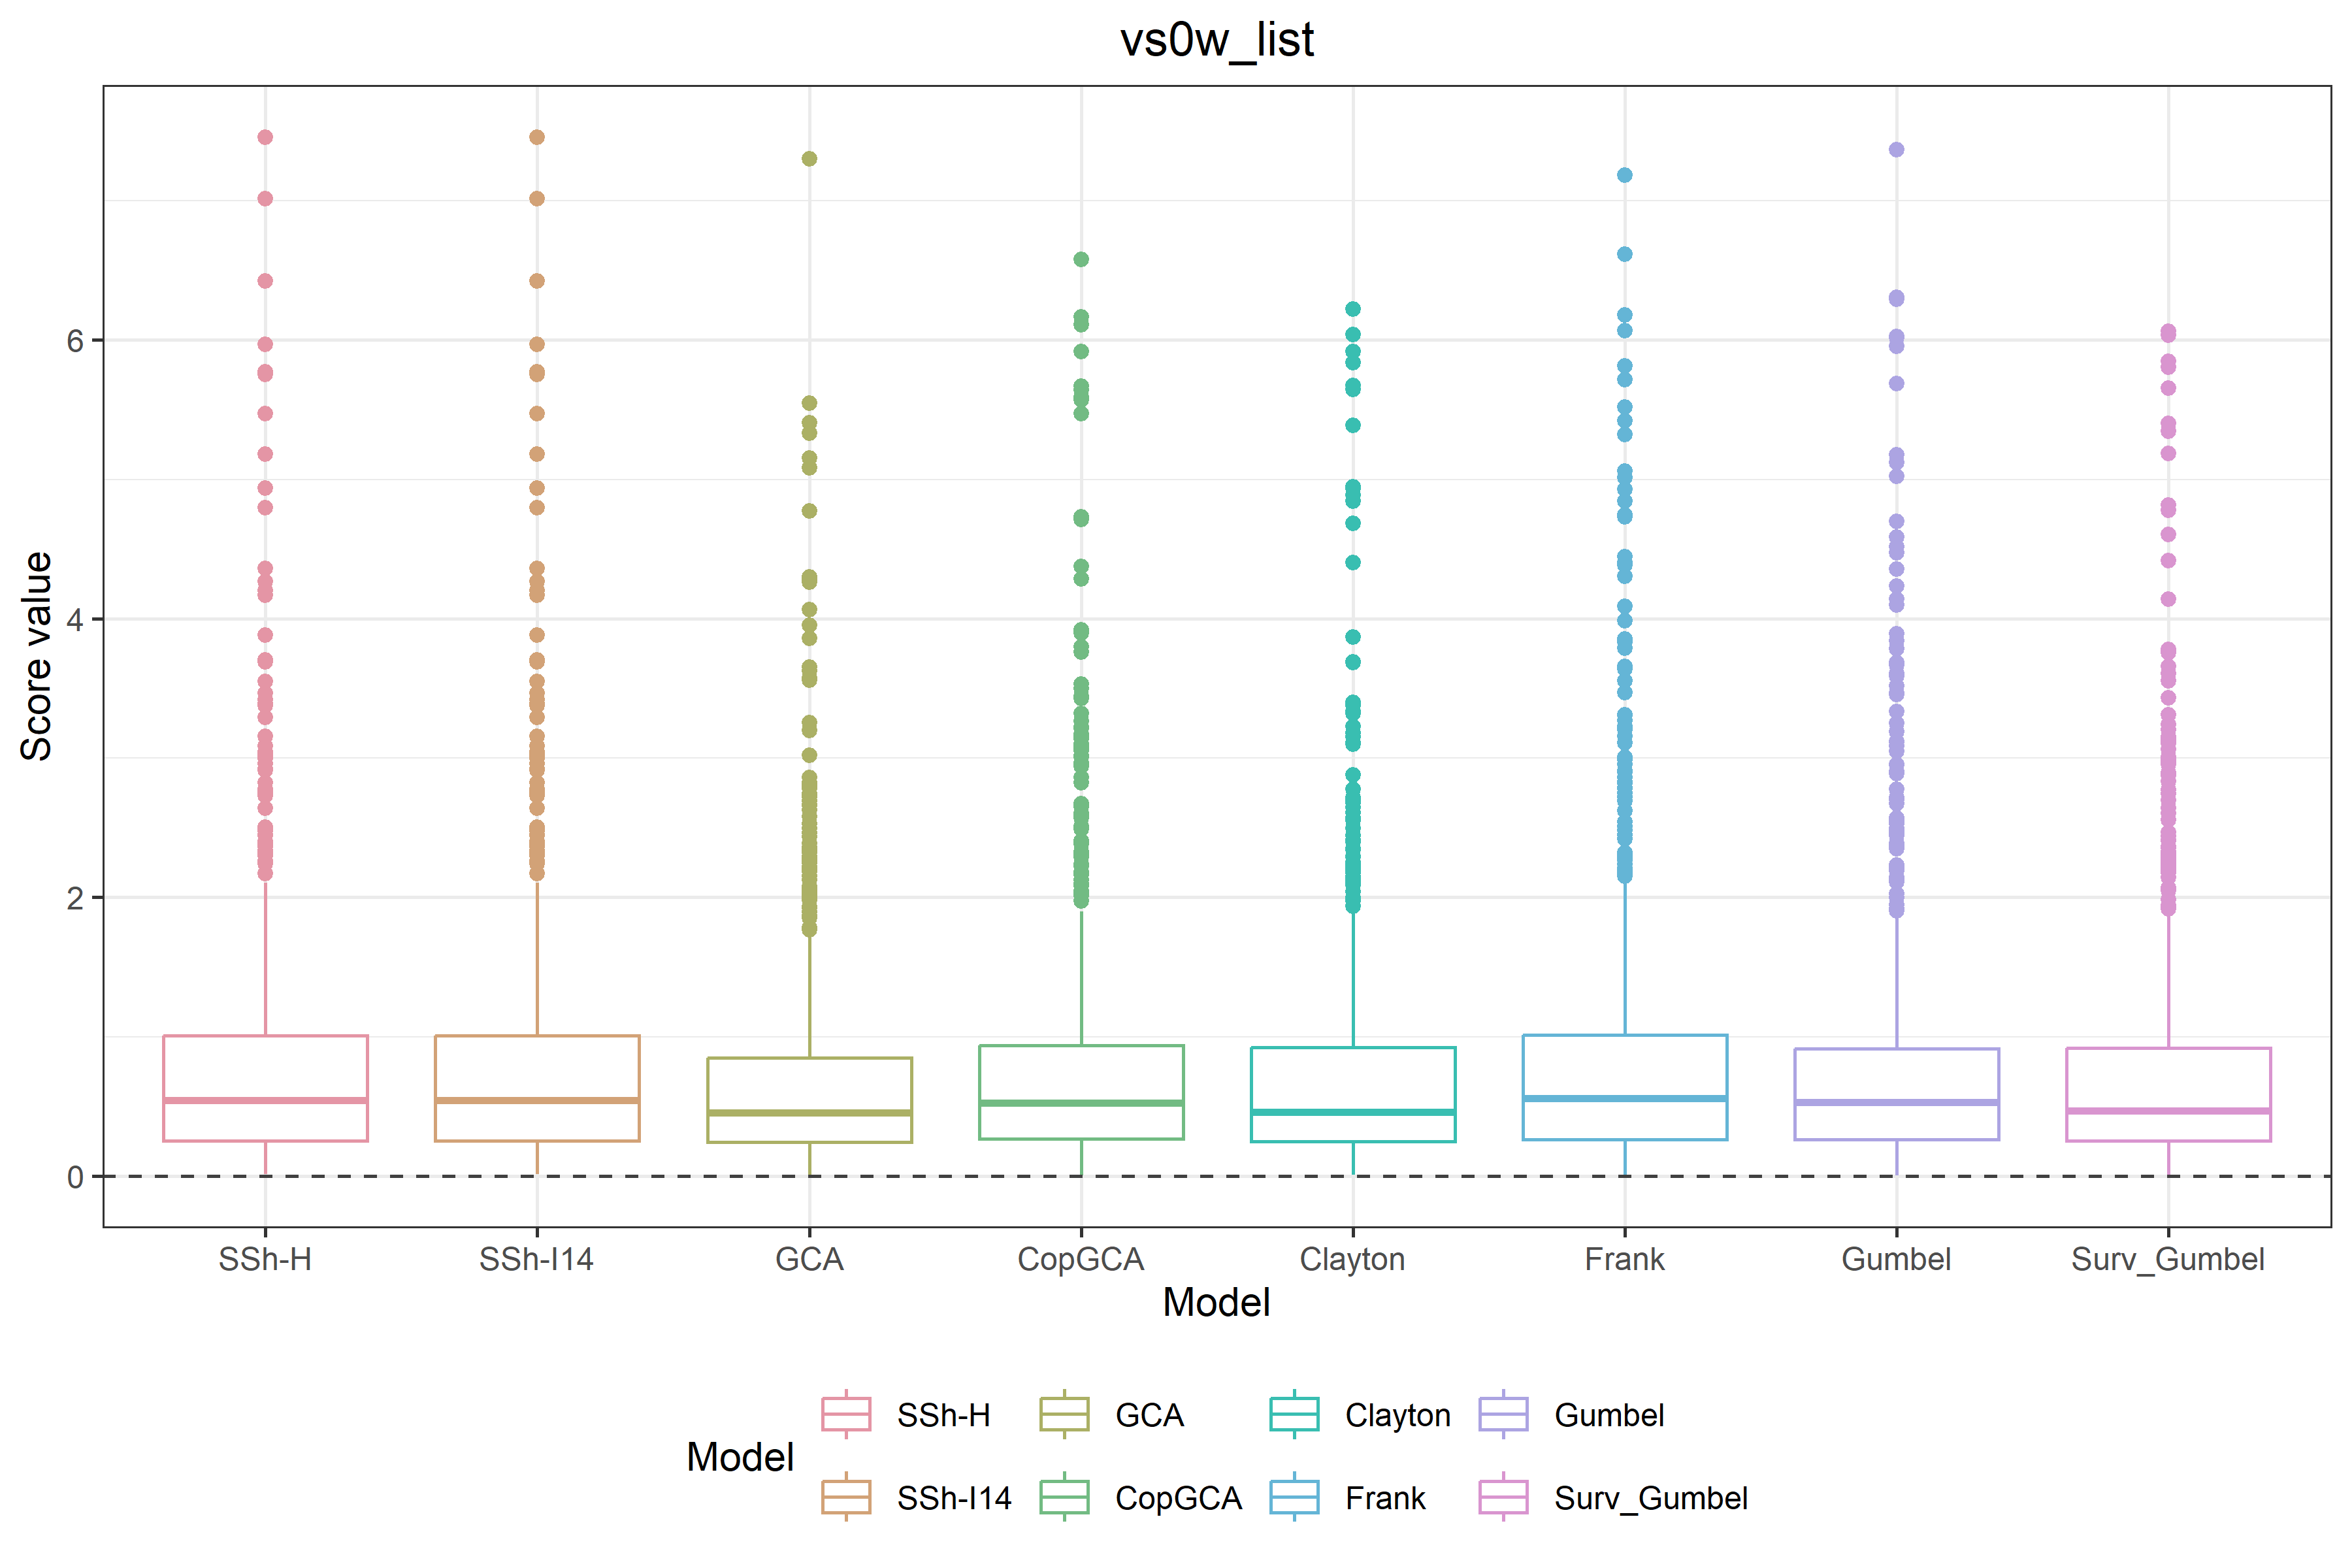 vs0w_list
Score value
6
4
2
0
SSh-H SSh-I14 GCA CopGCA Clayton Frank Gumbel Surv_Gumbel
Model
Model
SSh-H GCA Clayton Gumbel
SSh-I14 CopGCA Frank Surv_Gumbel